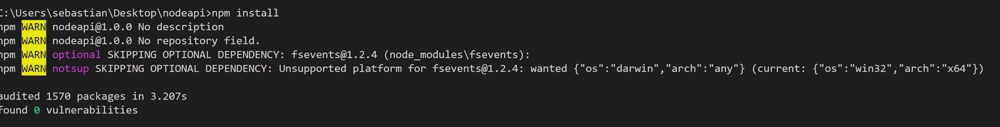 C:\Users\sebastian\Desktop\nodeapi>npm install
npm WARN nodeapi@1.0.0 No description
npm WARN nodeapi@1.0.0 No repository field.
npm WARN optional SKIPPING OPTIONAL DEPENDENCY: fsevents@1.2.4 (node_modules\fsevents):
npm WARN notsup SKIPPING OPTIONAL DEPENDENCY: Unsupported platform for fsevents@1.2.4: wanted {"os":"darwin","arch":"any"} (current: {"os":"win32","arch":"x64"})
audited 1570 packages in 3.207s
found 0 vulnerabilities